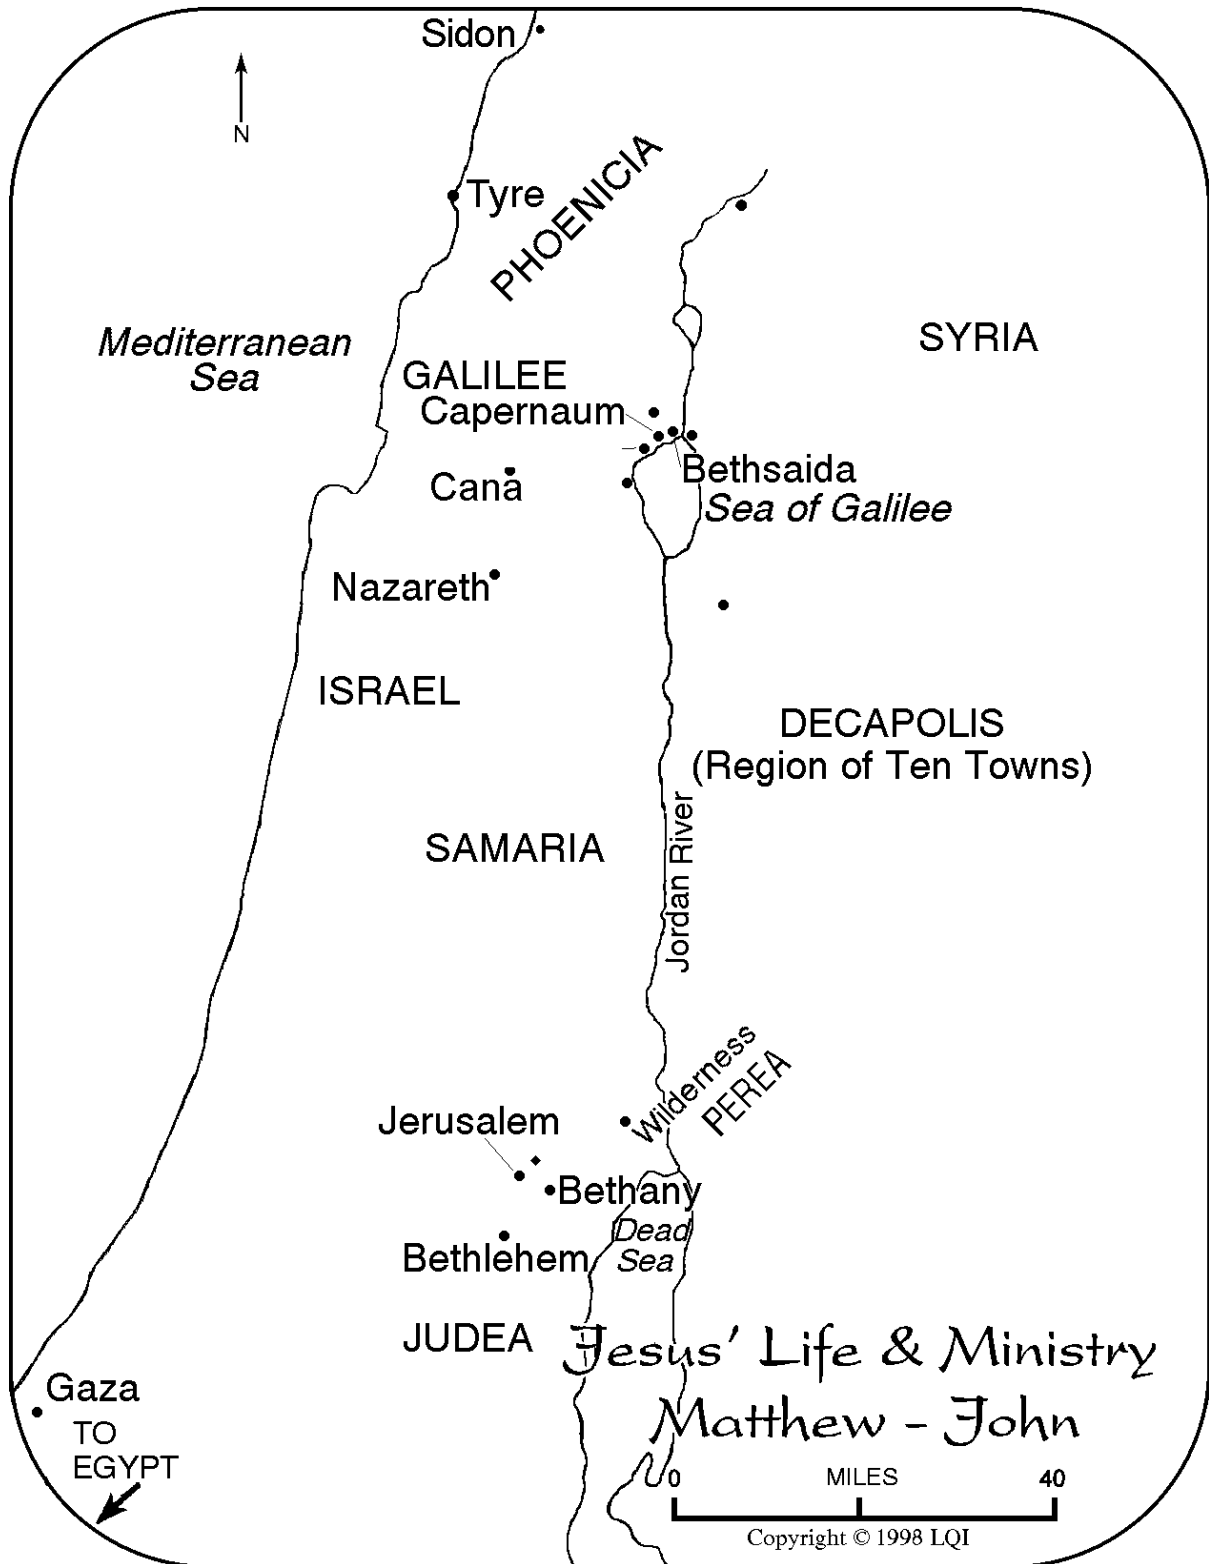 Sidon
N
Tyre
PHOENICIA
Mediterranean
Sea
SYRIA
GALILEE
Capernaum
Bethsaida
Cana
Sea of Galilee
Nazareth
ISRAEL
DECAPOLIS
(Region of Ten Towns)
Jordan River
SAMARIA
Wilderness
PEREA
Jerusalem
Bethany
Dead
Sea
Bethlehem
JUDEA
Jesus' Life & Ministry
Matthew - John
Gaza
TO
EGYPT
0 MILES 40
Copyright © 1998 LQI